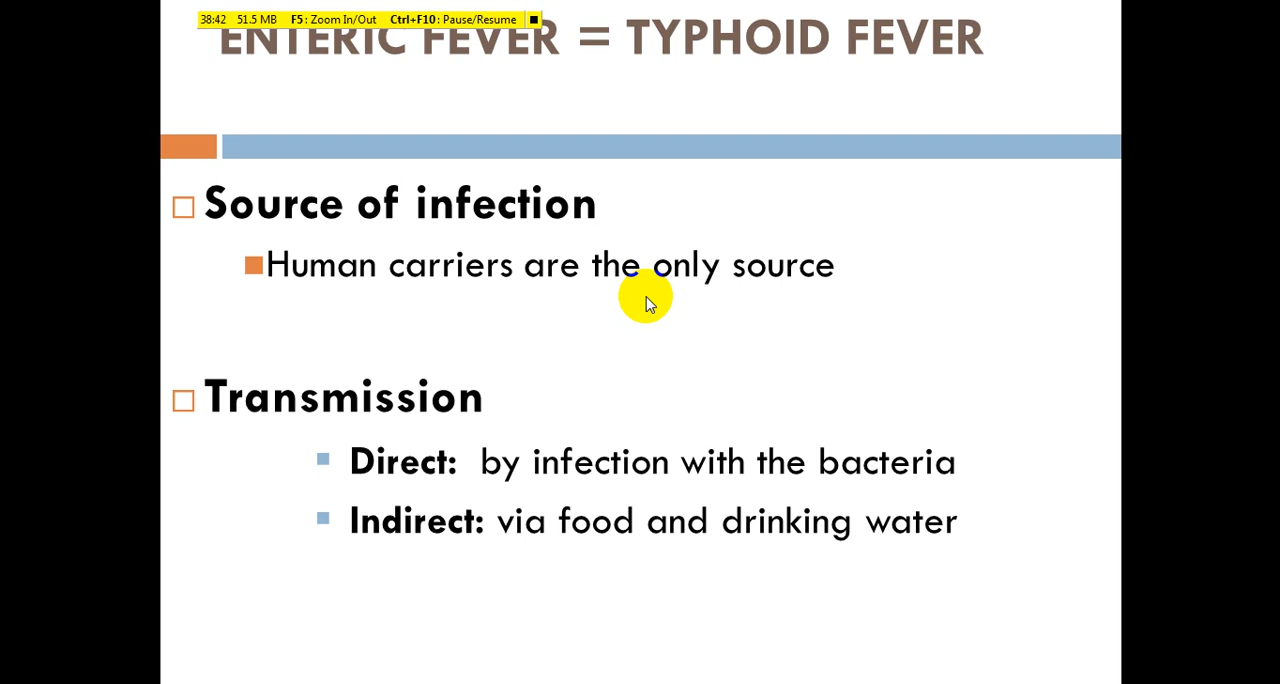 38:42 51.5 MB F5: Zoom In/Out Ctrl+F10: Pause/Resume
ENTERIC FEVER = TYPHOID FEVER
Source of infection
Human carriers are the only source
Transmission
Direct: by infection with the bacteria
Indirect: via food and drinking water